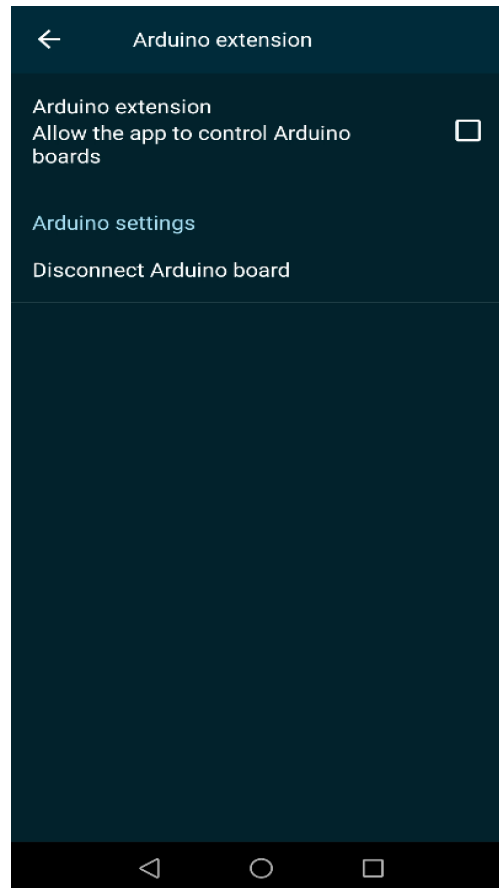 Arduino extension
Arduino extension
Allow the app to control Arduino
boards
Arduino settings
Disconnect Arduino board